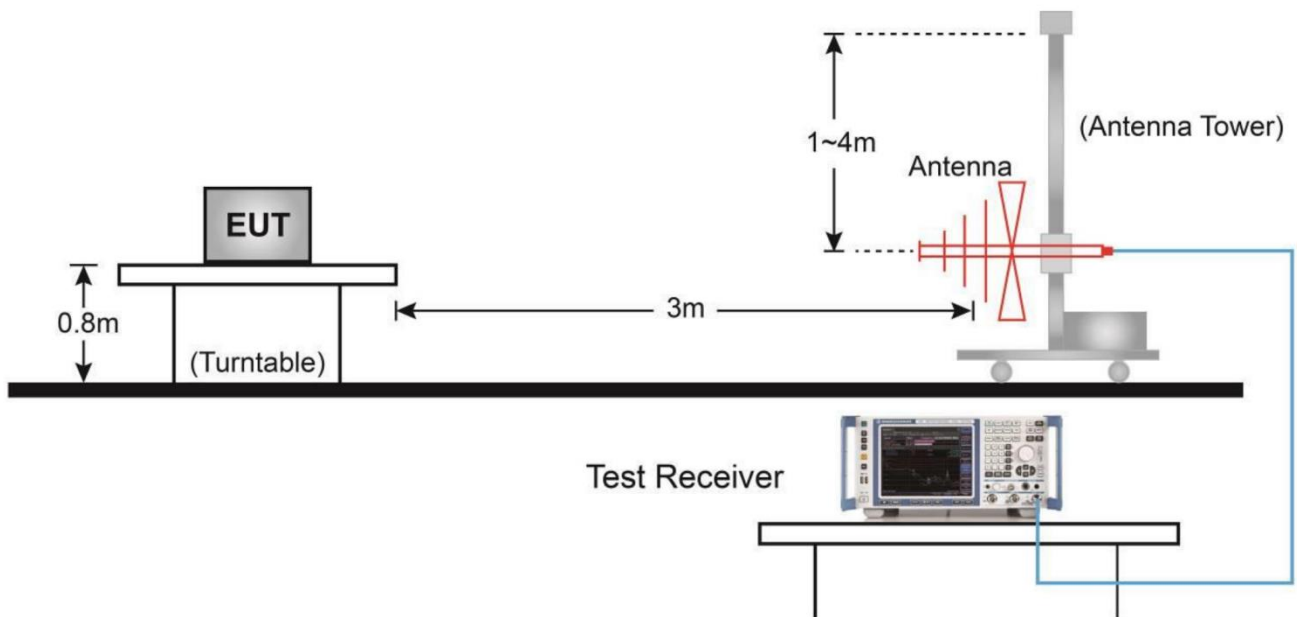 (Antenna Tower)
1~4m
Antenna
EUT
0.8m
3m
(Turntable)
Test Receiver